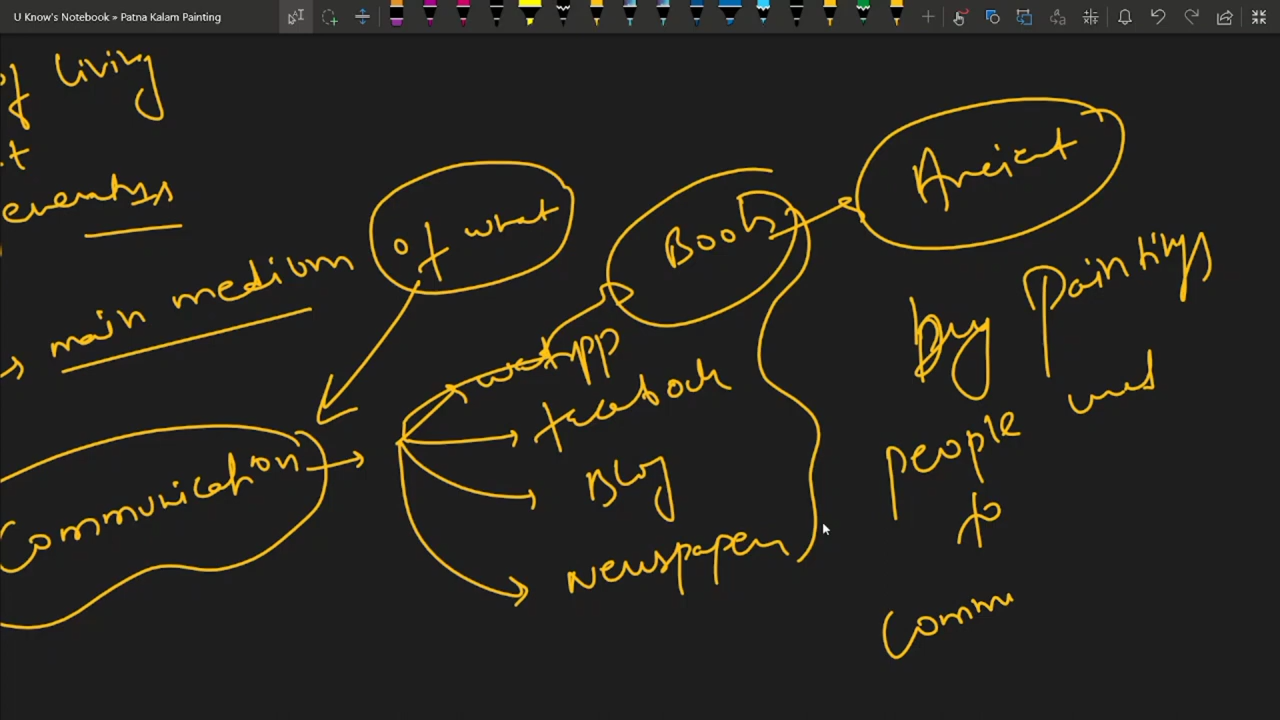 U Know's Notebook » Patna Kalam Painting
of living
events
main medium
of what
Books
Ancient
by Paintings
people used
to
Comm
Communication
facebook
Blog
Newspaper